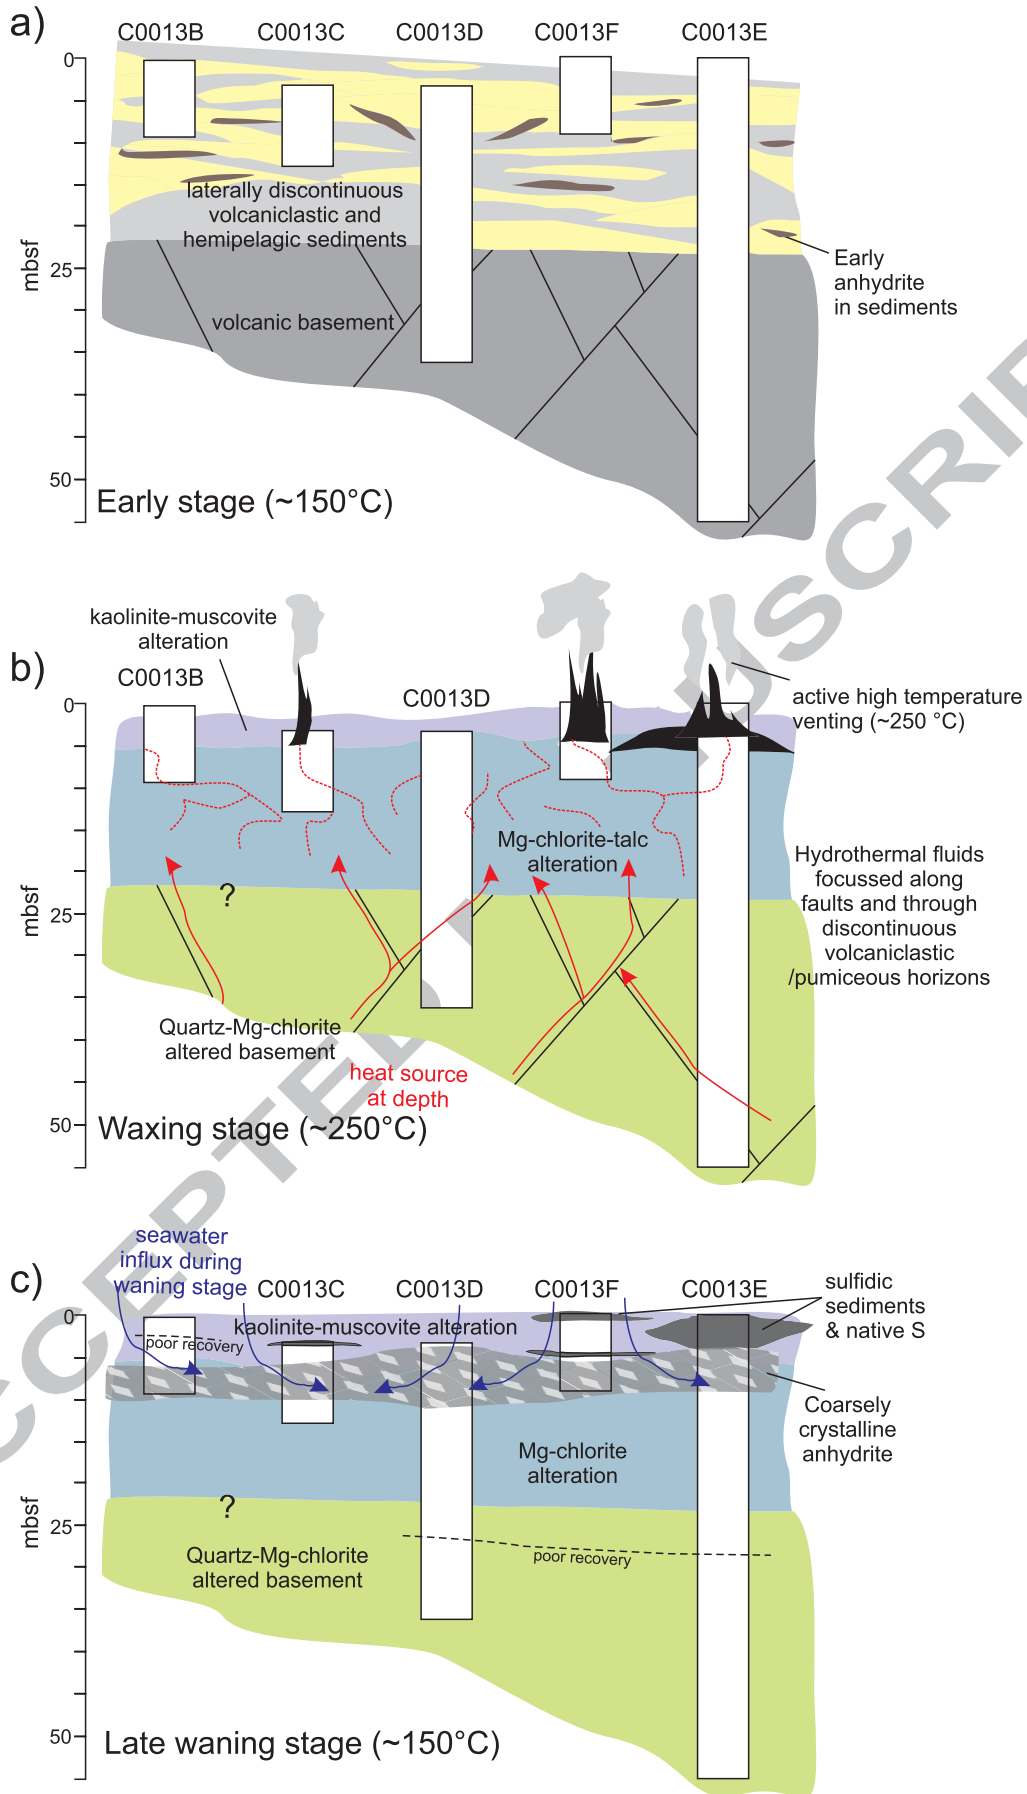 a)
C0013B
C0013C
C0013D
C0013F
C0013E
0
25
50
mbsf
laterally discontinuous
volcaniclastic and
hemipelagic sediments
volcanic basement
Early
anhydrite
in sediments
Early stage (~150°C)
b)
kaolinite-muscovite
alteration
C0013B
C0013D
active high temperature
venting (~250 °C)
0
25
50
mbsf
Mg-chlorite-talc
alteration
Hydrothermal fluids
focussed along
faults and through
discontinuous
volcaniclastic
/pumiceous horizons
?
Quartz-Mg-chlorite
altered basement
heat source
at depth
Waxing stage (~250°C)
c)
seawater
influx during
waning stage
C0013C
C0013D
C0013F
C0013E
sulfidic
sediments
& native S
0
25
50
mbsf
kaolinite-muscovite alteration
poor recovery
Coarsely
crystalline
anhydrite
Mg-chlorite
alteration
?
poor recovery
Quartz-Mg-chlorite
altered basement
Late waning stage (~150°C)